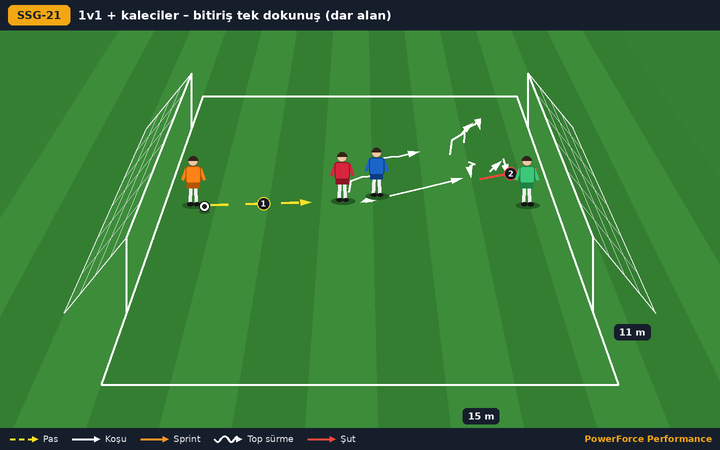 SSG-21
1v1 + kaleciler – bitiriş tek dokunuş (dar alan)
1
2
11 m
15 m
Pas
Koşu
Sprint
Top sürme
Şut
PowerForce Performance